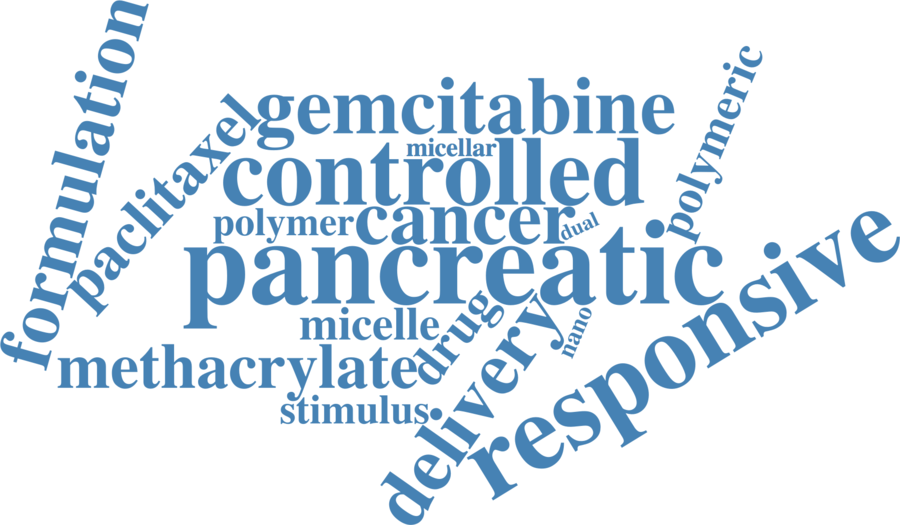 formulation
paclitaxel
gemcitabine
micellar
controlled
polymeric
polymer
cancer
dual
pancreatic
responsive
micelle
drug
nano
delivery
methacrylate
stimulus